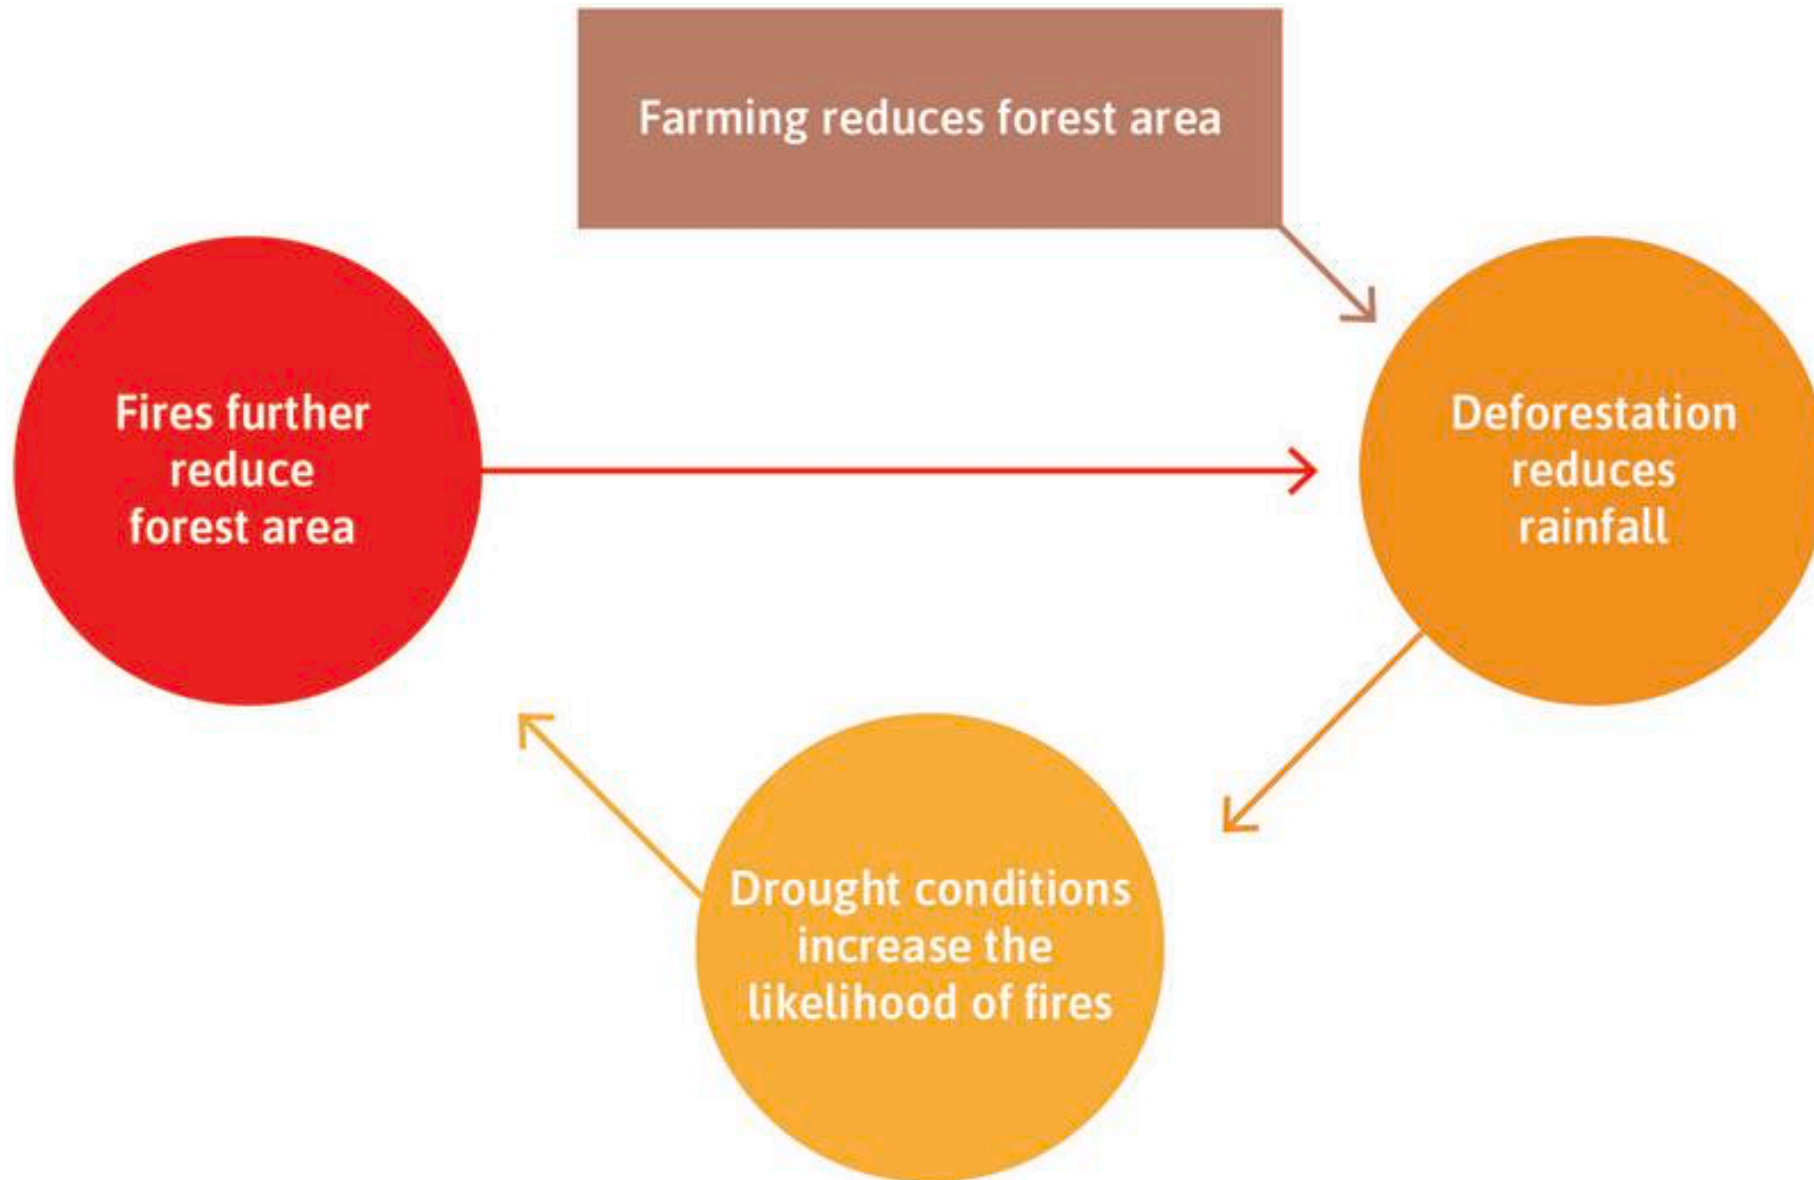 Farming reduces forest area
Fires further
reduce
forest area
Deforestation
reduces
rainfall
Drought conditions
increase the
likelihood of fires